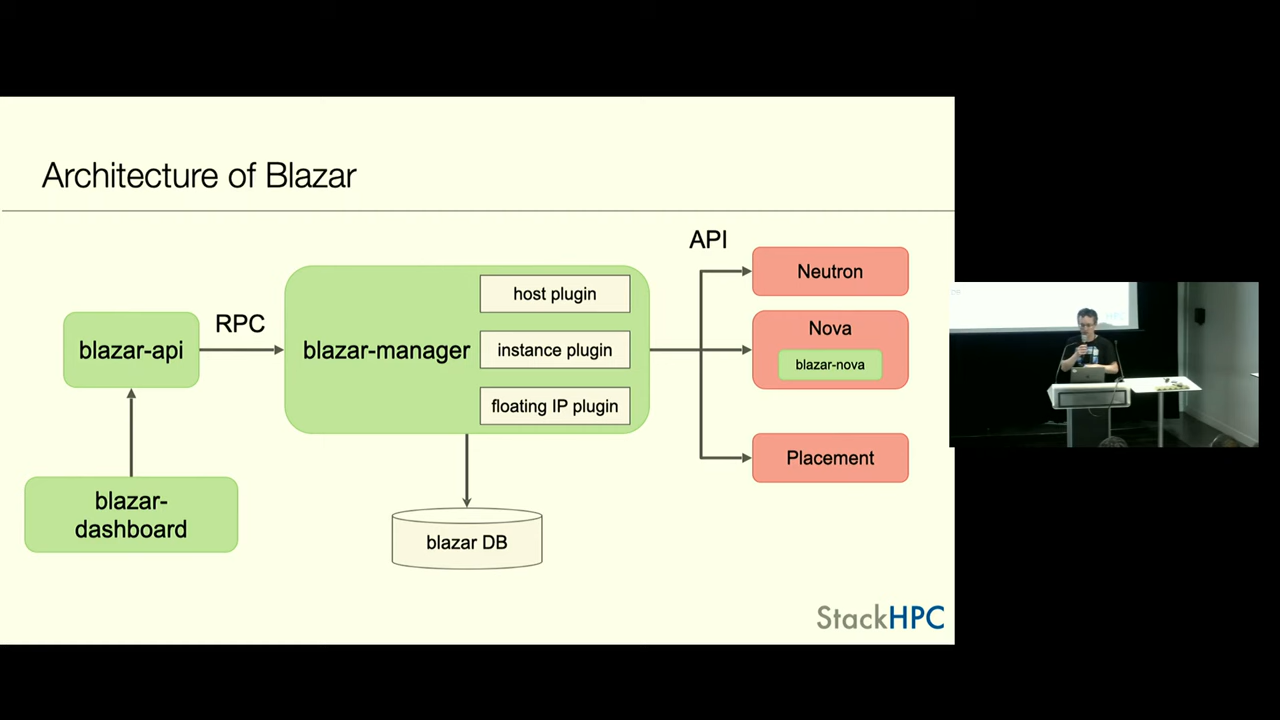 Architecture of Blazar
API
RPC
blazar-api
blazar-manager
host plugin
instance plugin
floating IP plugin
Neutron
Nova
blazar-nova
Placement
blazar-
dashboard
blazar DB
StackHPC